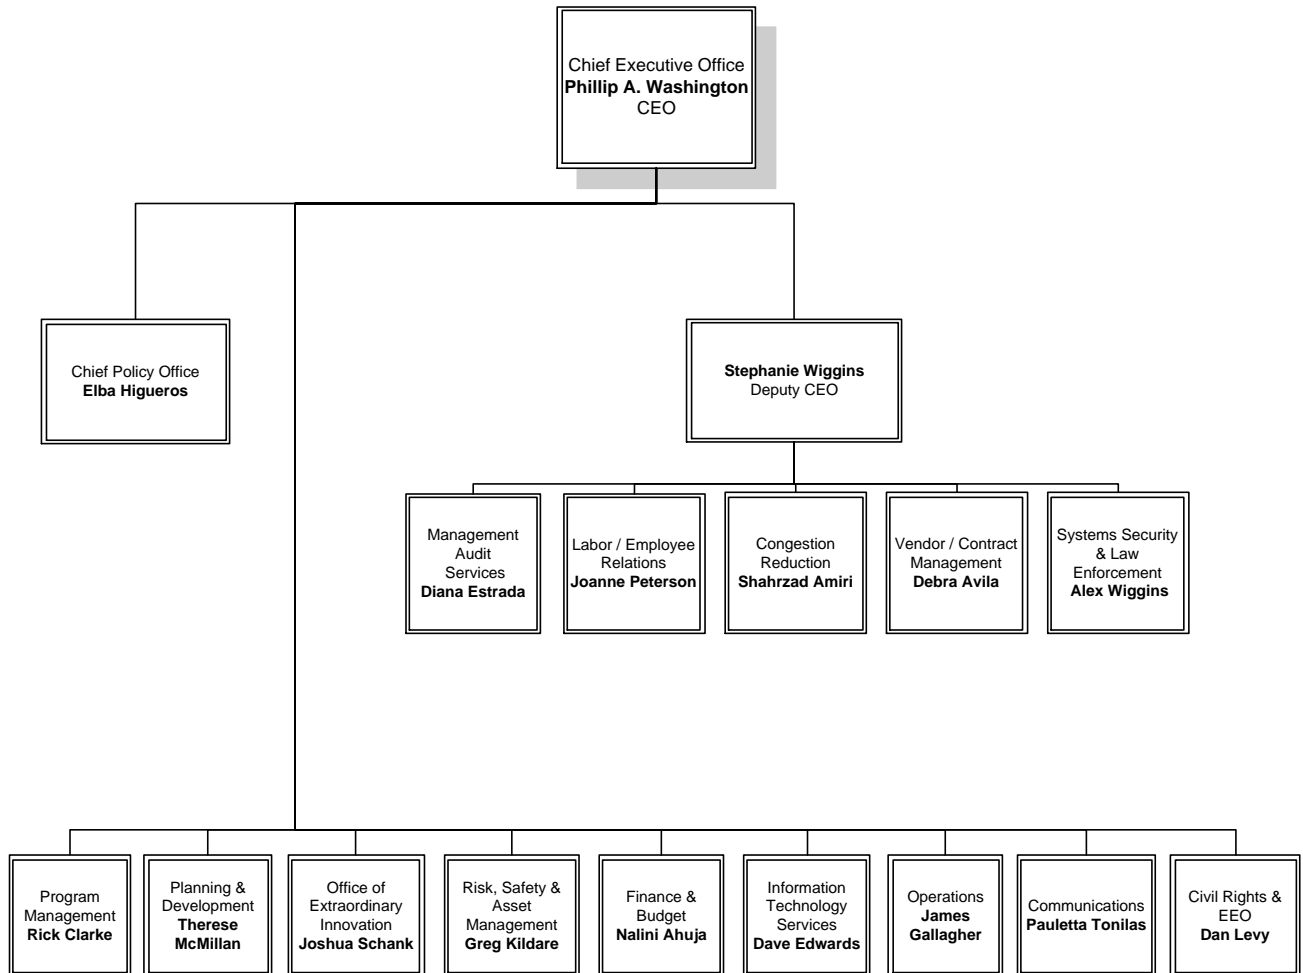 Chief Executive Office
Phillip A. Washington
CEO
Chief Policy Office
Elba Higueros
Stephanie Wiggins
Deputy CEO
Management
Audit
Services
Diana Estrada
Labor / Employee
Relations
Joanne Peterson
Congestion
Reduction
Shahrzad Amiri
Vendor / Contract
Management
Debra Avila
Systems Security
& Law
Enforcement
Alex Wiggins
Program
Management
Rick Clarke
Planning &
Development
Therese
McMillan
Office of
Extraordinary
Innovation
Joshua Schank
Risk, Safety &
Asset
Management
Greg Kildare
Finance &
Budget
Nalini Ahuja
Information
Technology
Services
Dave Edwards
Operations
James
Gallagher
Communications
Pauletta Tonilas
Civil Rights &
EEO
Dan Levy